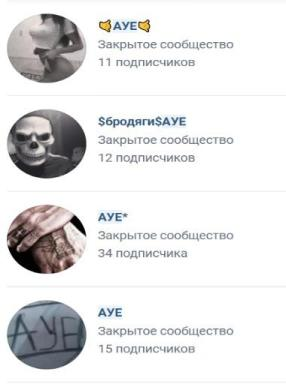 🤙АУЕ🤙
Закрытое сообщество
11 подписчиков
$бродяги$АУЕ
Закрытое сообщество
12 подписчиков
АУЕ*
Закрытое сообщество
34 подписчика
АУЕ
Закрытое сообщество
15 подписчиков
А-УЕ